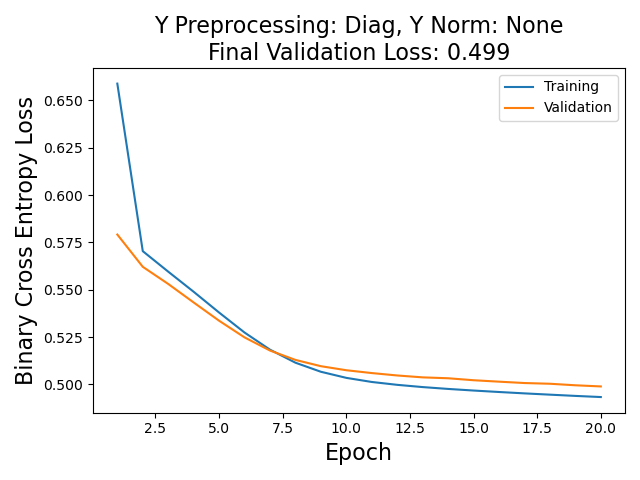 Y Preprocessing: Diag, Y Norm: None
Final Validation Loss: 0.499
Training
Validation
Binary Cross Entropy Loss
0.650
0.625
0.600
0.575
0.550
0.525
0.500
2.5
5.0
7.5
10.0
12.5
15.0
17.5
20.0
Epoch